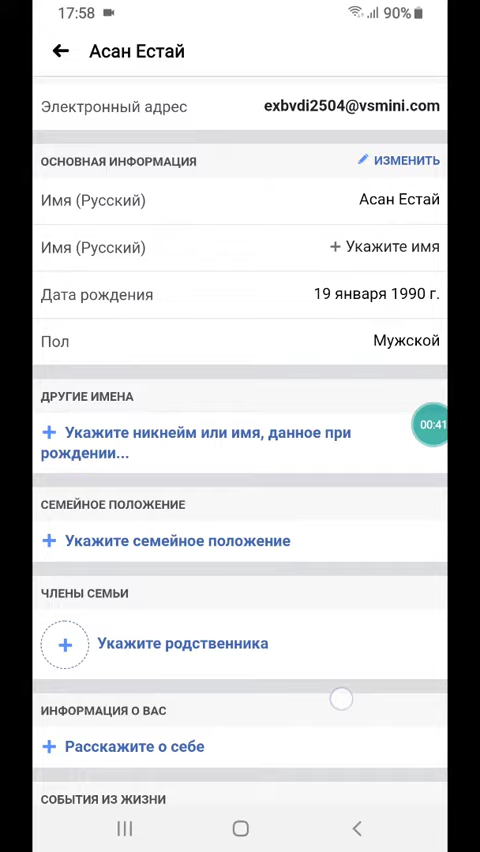 17:58 90%
Асан Естай
Электронный адрес exbvdi2504@vsmini.com
ОСНОВНАЯ ИНФОРМАЦИЯ ИЗМЕНИТЬ
Имя (Русский) Асан Естай
Имя (Русский) + Укажите имя
Дата рождения 19 января 1990 г.
Пол Мужской
ДРУГИЕ ИМЕНА
+ Укажите никнейм или имя, данное при
рождении...
00:41
СЕМЕЙНОЕ ПОЛОЖЕНИЕ
+ Укажите семейное положение
ЧЛЕНЫ СЕМЬИ
+ Укажите родственника
ИНФОРМАЦИЯ О ВАС
+ Расскажите о себе
СОБЫТИЯ ИЗ ЖИЗНИ